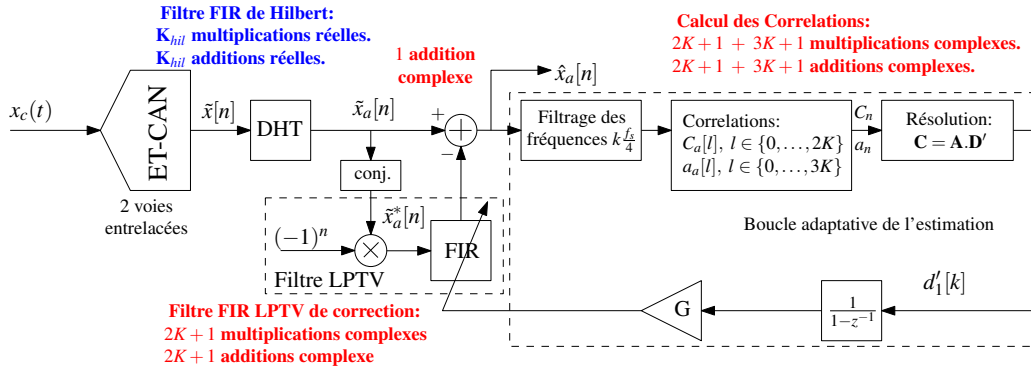 Filtre FIR de Hilbert:
K_{hil} multiplications réelles.
K_{hil} additions réelles.
1 addition
complexe
Calcul des Correlations:
2K+1 + 3K+1 multiplications complexes.
2K+1 + 3K+1 additions complexes.
x_c(t)
ET-CAN
x̃[n]
DHT
x̃_a[n]
+
−
x̂_a[n]
Filtrage des
fréquences k f_s/4
Correlations:
C_a[l], l ∈ {0,...,2K}
a_a[l], l ∈ {0,...,3K}
C_n
a_n
Résolution:
C = A.D′
2 voies
entrelacées
conj.
x̃_a^*[n]
(−1)^n
×
FIR
Filtre LPTV
Boucle adaptative de l'estimation
G
1/(1−z^{−1})
d′_1[k]
Filtre FIR LPTV de correction:
2K+1 multiplications complexes
2K+1 additions complexe